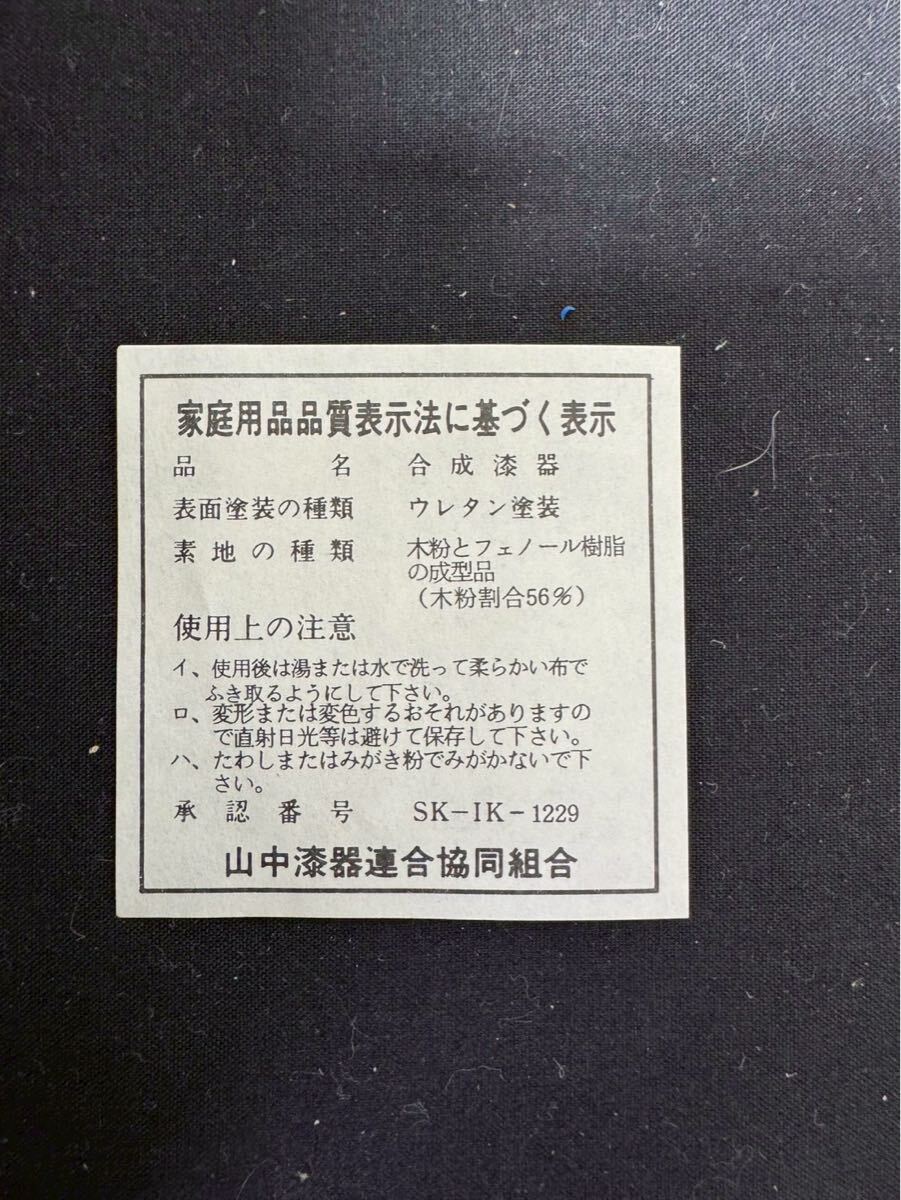 家庭用品品質表示法に基づく表示
品名 合成漆器
表面塗装の種類 ウレタン塗装
素地の種類 木粉とフェノール樹脂
の成型品
(木粉割合56%)
使用上の注意
イ、使用後は湯または水で洗って柔らかい布で
ふき取るようにして下さい。
ロ、変形または変色するおそれがありますの
で直射日光等は避けて保存して下さい。
ハ、たわしまたはみがき粉でみがかないで下
さい。
承認番号 SK-IK-1229
山中漆器連合協同組合